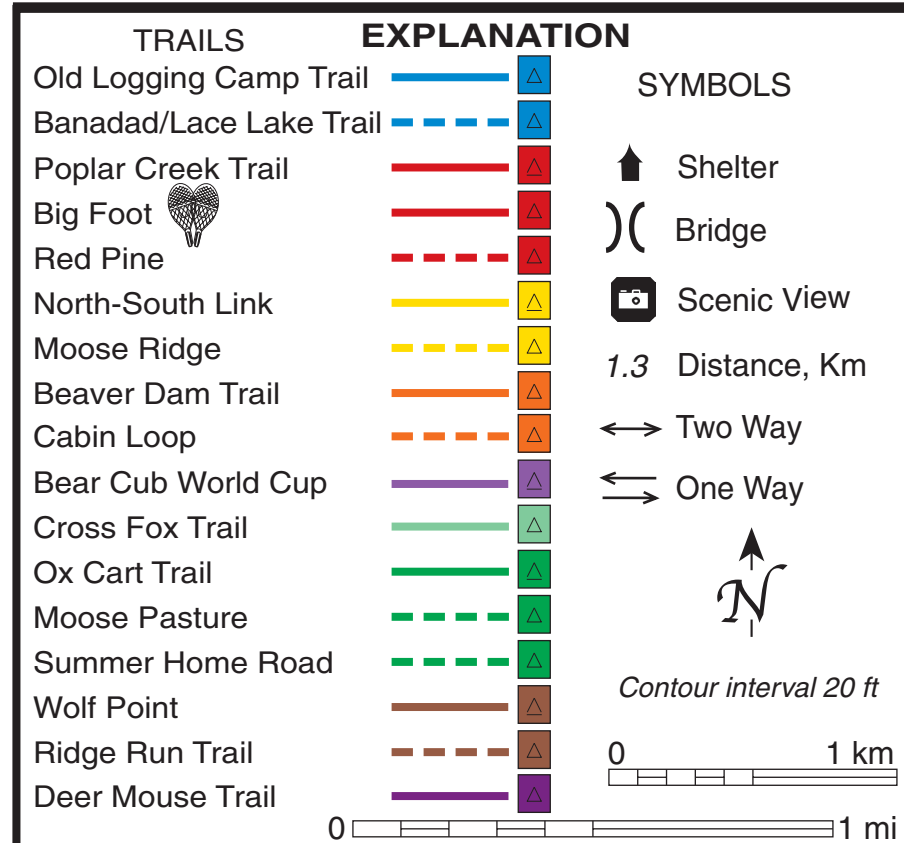 EXPLANATION
TRAILS
Old Logging Camp Trail
Banadad/Lace Lake Trail
Poplar Creek Trail
Big Foot
Red Pine
North-South Link
Moose Ridge
Beaver Dam Trail
Cabin Loop
Bear Cub World Cup
Cross Fox Trail
Ox Cart Trail
Moose Pasture
Summer Home Road
Wolf Point
Ridge Run Trail
Deer Mouse Trail
SYMBOLS
Shelter
Bridge
Scenic View
1.3 Distance, Km
Two Way
One Way
N
Contour interval 20 ft
0 1 km
0 1 mi